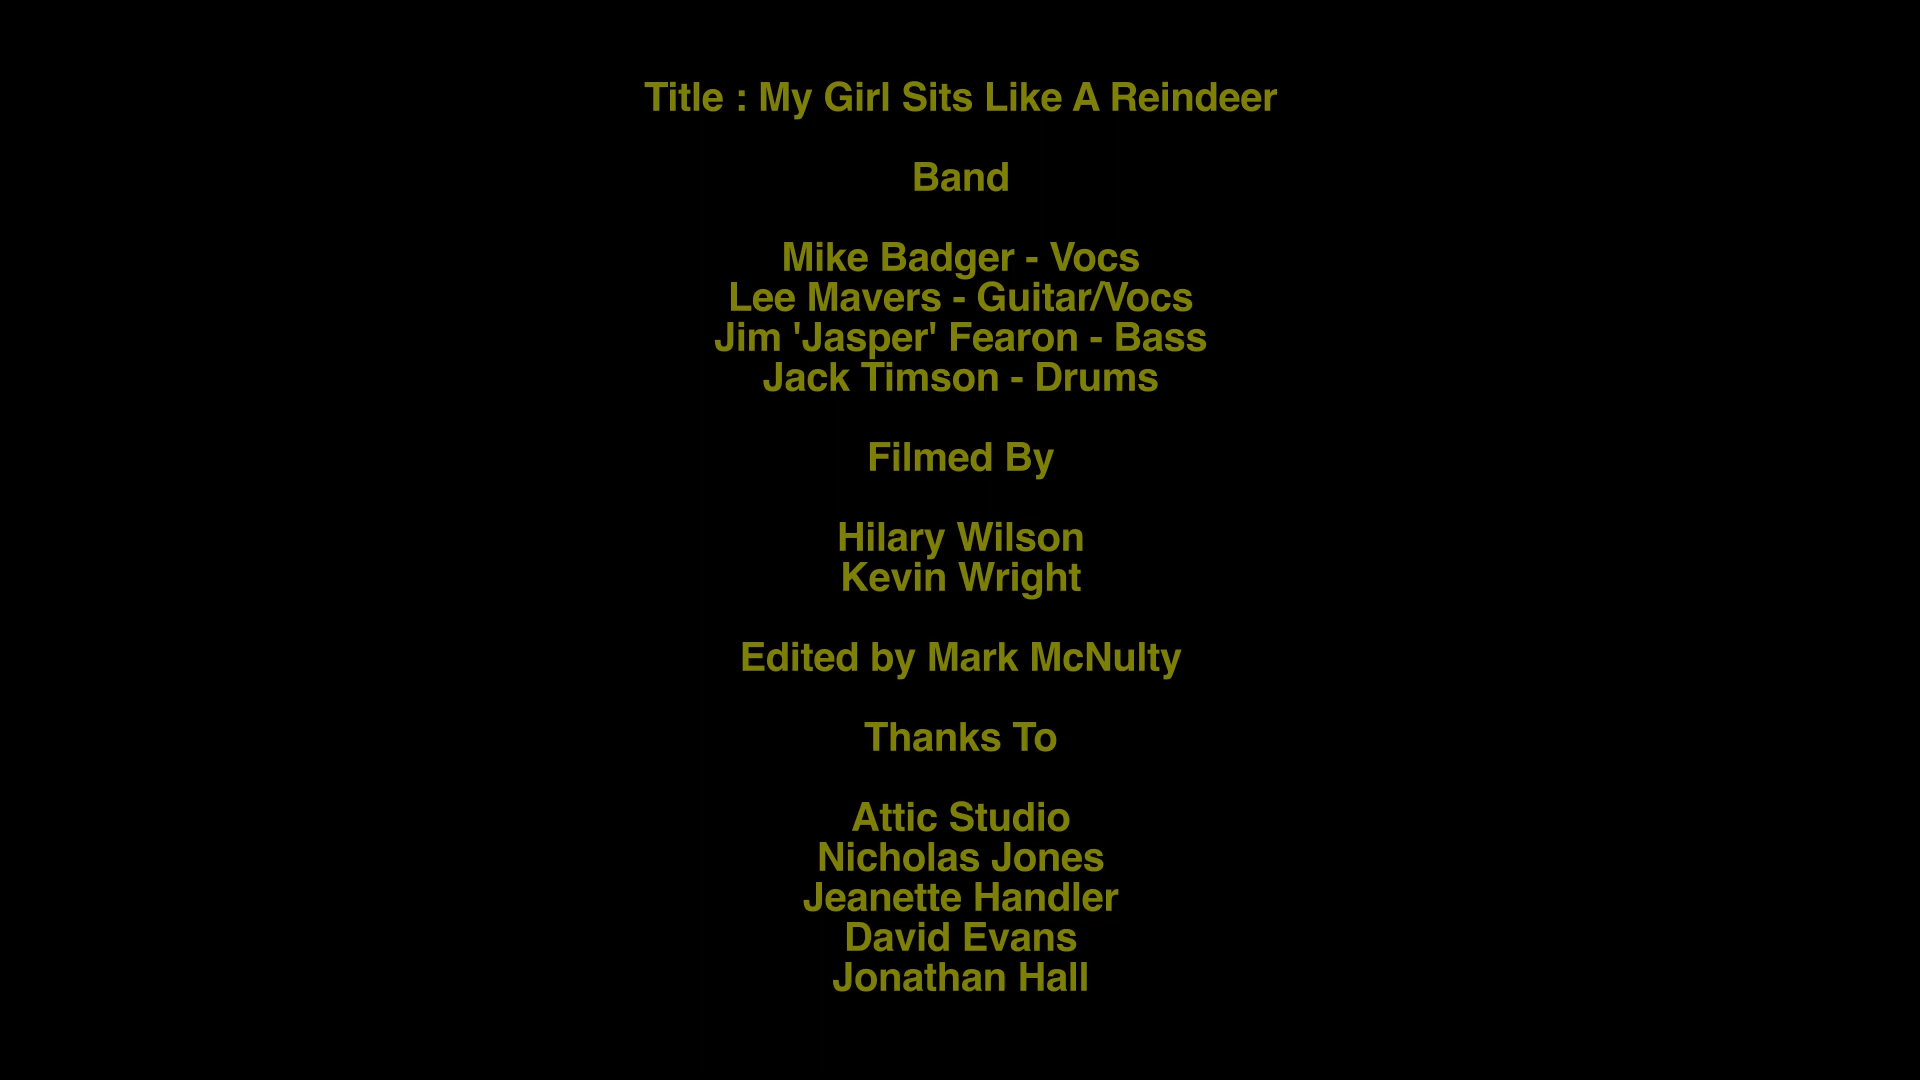 Title : My Girl Sits Like A Reindeer
Band
Mike Badger - Vocs
Lee Mavers - Guitar/Vocs
Jim 'Jasper' Fearon - Bass
Jack Timson - Drums
Filmed By
Hilary Wilson
Kevin Wright
Edited by Mark McNulty
Thanks To
Attic Studio
Nicholas Jones
Jeanette Handler
David Evans
Jonathan Hall